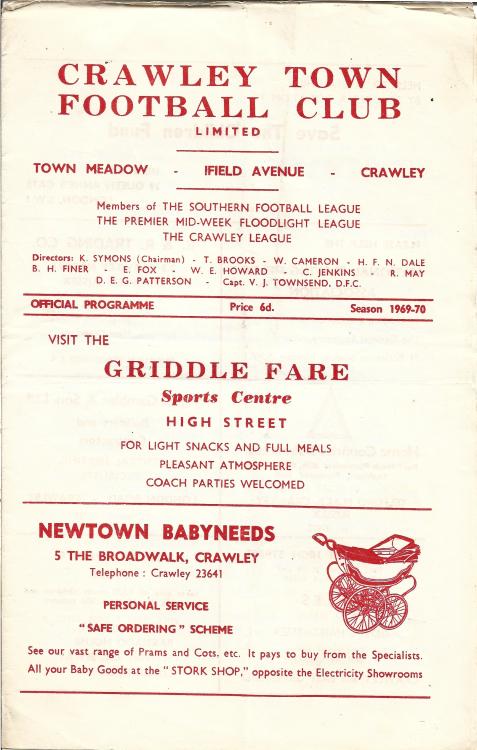 CRAWLEY TOWN
FOOTBALL CLUB
LIMITED
TOWN MEADOW - IFIELD AVENUE - CRAWLEY
Members of THE SOUTHERN FOOTBALL LEAGUE
THE PREMIER MID-WEEK FLOODLIGHT LEAGUE
THE CRAWLEY LEAGUE
Directors: K. SYMONS (Chairman) - T. BROOKS - W. CAMERON - H. F. N. DALE
B. H. FINER - E. FOX - W. E. HOWARD - C. JENKINS - R. MAY
D. E. G. PATTERSON - Capt. V. J. TOWNSEND, D.F.C.
OFFICIAL PROGRAMME Price 6d. Season 1969-70
VISIT THE
GRIDDLE FARE
Sports Centre
HIGH STREET
FOR LIGHT SNACKS AND FULL MEALS
PLEASANT ATMOSPHERE
COACH PARTIES WELCOMED
NEWTOWN BABYNEEDS
5 THE BROADWALK, CRAWLEY
Telephone : Crawley 23641
PERSONAL SERVICE
"SAFE ORDERING" SCHEME
See our vast range of Prams and Cots, etc. It pays to buy from the Specialists.
All your Baby Goods at the "STORK SHOP," opposite the Electricity Showrooms